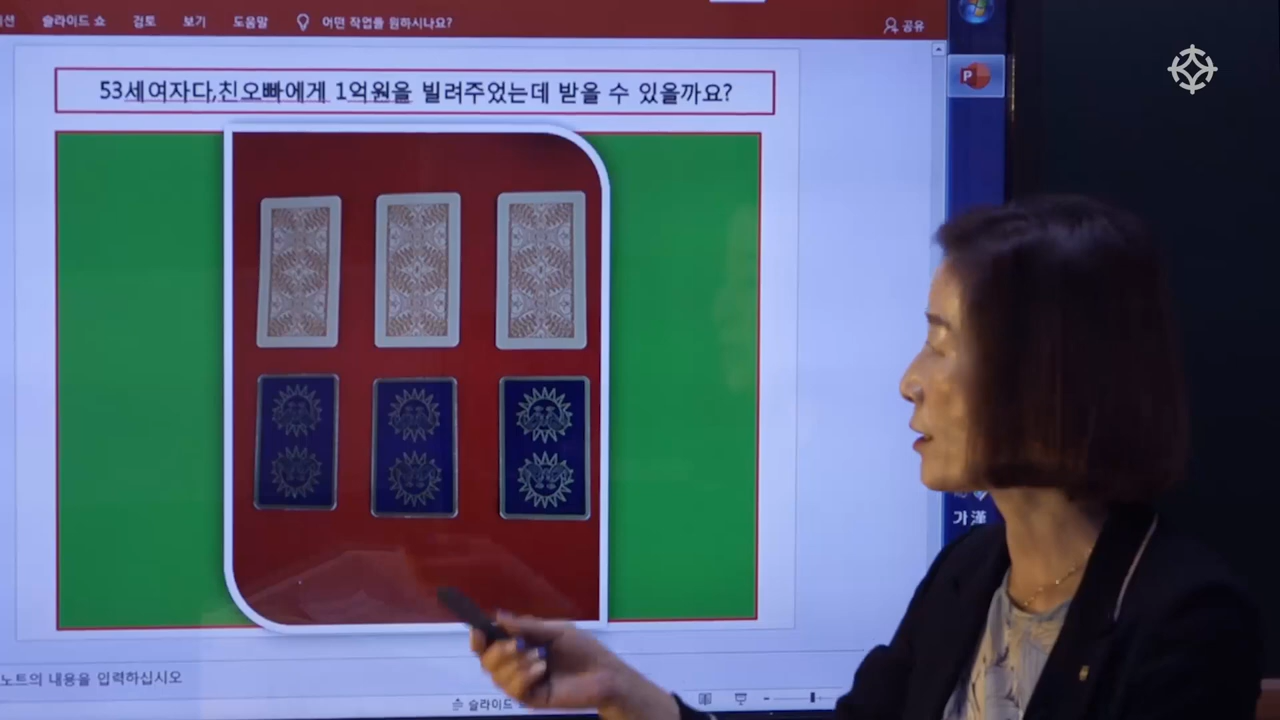 션 슬라이드 쇼 검토 보기 도움말 어떤 작업을 원하시나요? 공유
53세여자다,친오빠에게 1억원을 빌려주었는데 받을 수 있을까요?
가 漢
노트의 내용을 입력하십시오
슬라이드